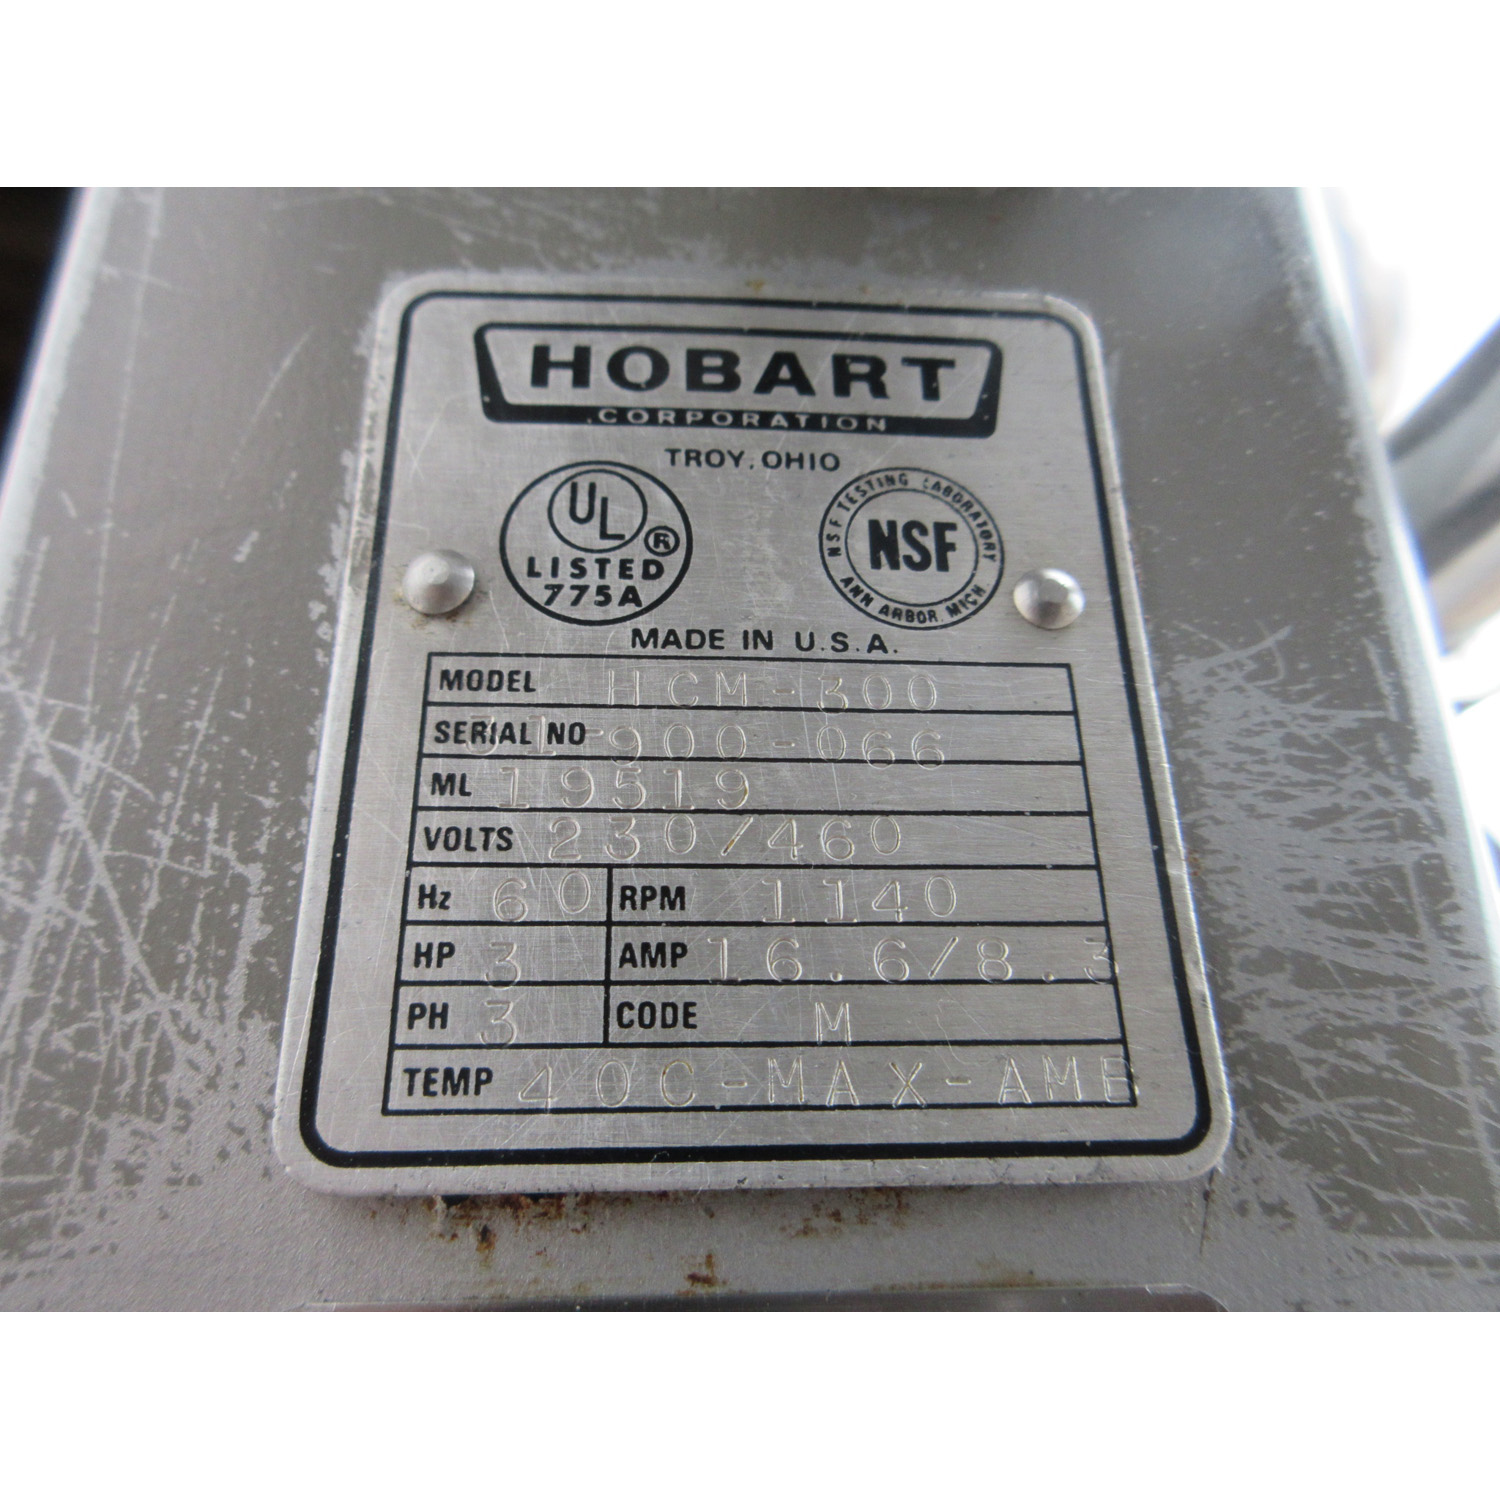 HOBART
CORPORATION
TROY, OHIO
UL ®
LISTED
775A
NSF TESTING LABORATORY
NSF
ANN ARBOR, MICH
MADE IN U.S.A.
MODEL HCM-300
SERIAL NO 31-900-066
ML 19519
VOLTS 230/460
Hz 60 RPM 1140
HP 3 AMP 16.6/8.3
PH 3 CODE M
TEMP 40C-MAX-AMB